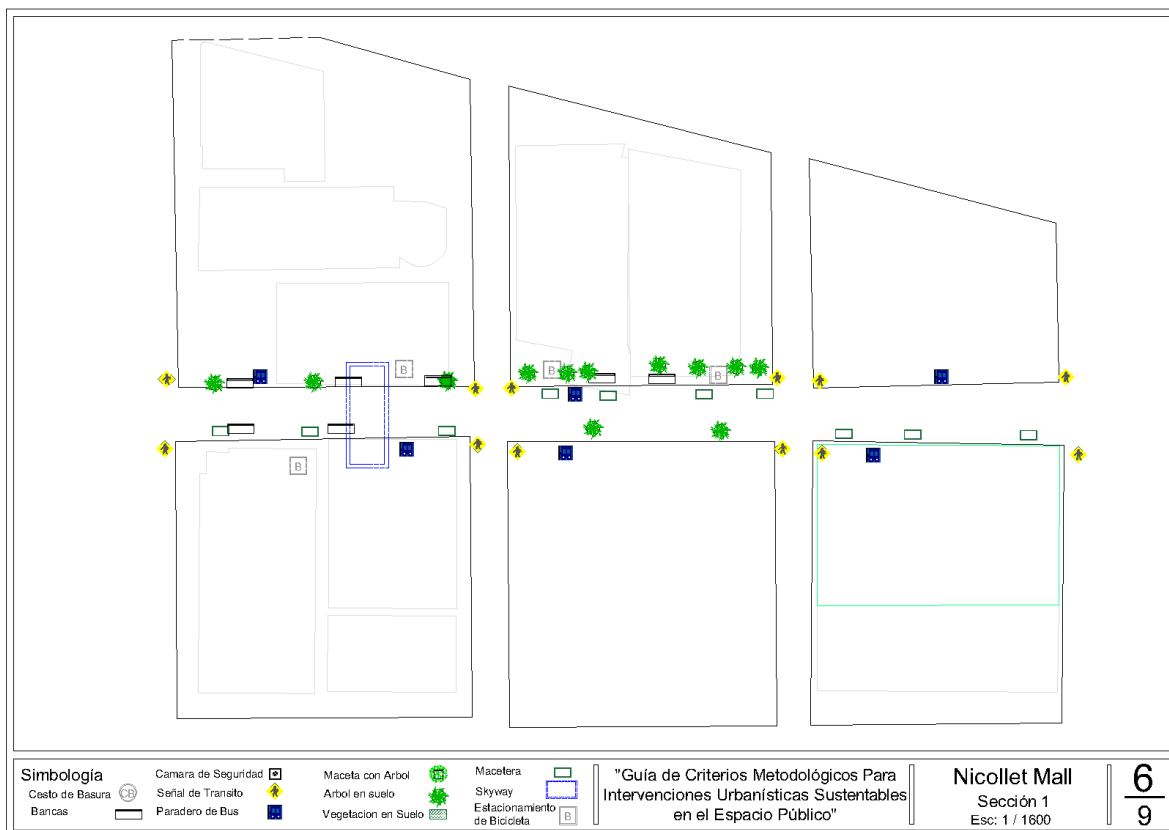 B
B
B
B
Simbología
Cesto de Basura CB
Bancas
Camara de Seguridad
Señal de Transito
Paradero de Bus
Maceta con Arbol
Arbol en suelo
Vegetacion en Suelo
Macetera
Skyway
Estacionamiento
de Bicicleta B
"Guía de Criterios Metodológicos Para
Intervenciones Urbanísticas Sustentables
en el Espacio Público"
Nicollet Mall
Sección 1
Esc: 1 / 1600
6
9